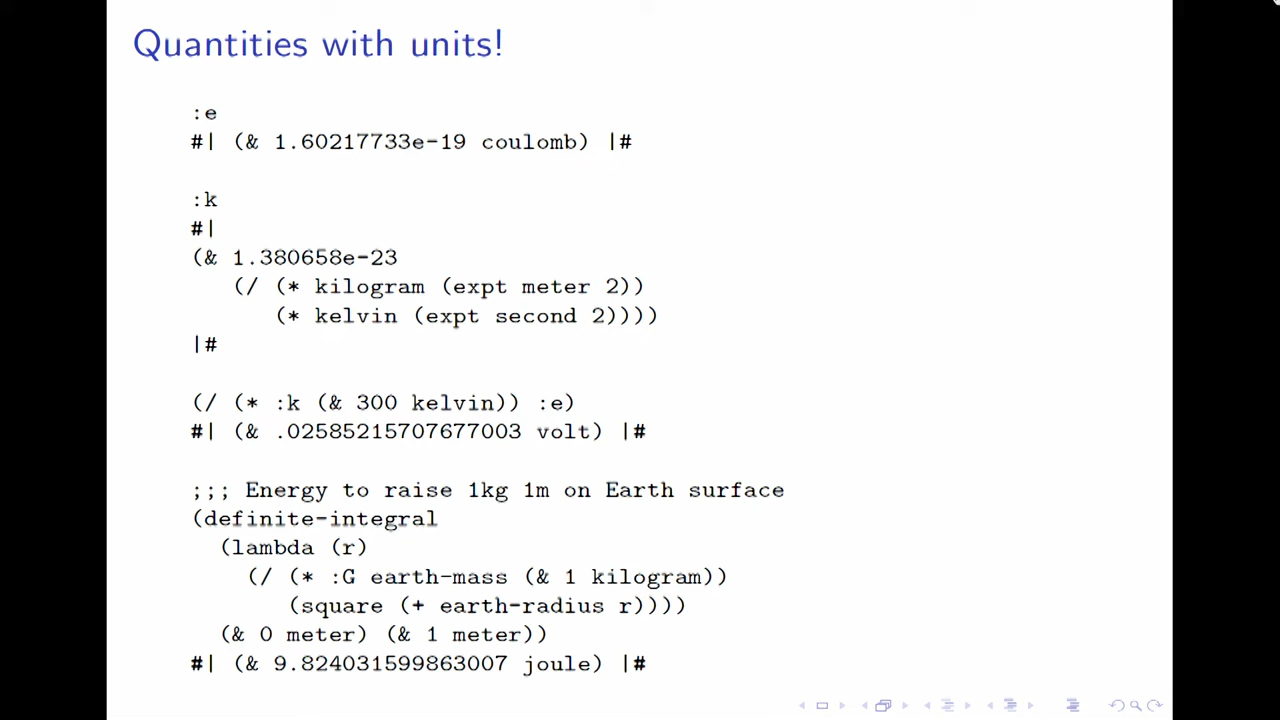 Quantities with units!
:e
#| (& 1.60217733e-19 coulomb) |#
:k
#|
(& 1.380658e-23
(/ (* kilogram (expt meter 2))
(* kelvin (expt second 2))))
|#
(/ (* :k (& 300 kelvin)) :e)
#| (& .02585215707677003 volt) |#
;;; Energy to raise 1kg 1m on Earth surface
(definite-integral
(lambda (r)
(/ (* :G earth-mass (& 1 kilogram))
(square (+ earth-radius r))))
(& 0 meter) (& 1 meter))
#| (& 9.824031599863007 joule) |#